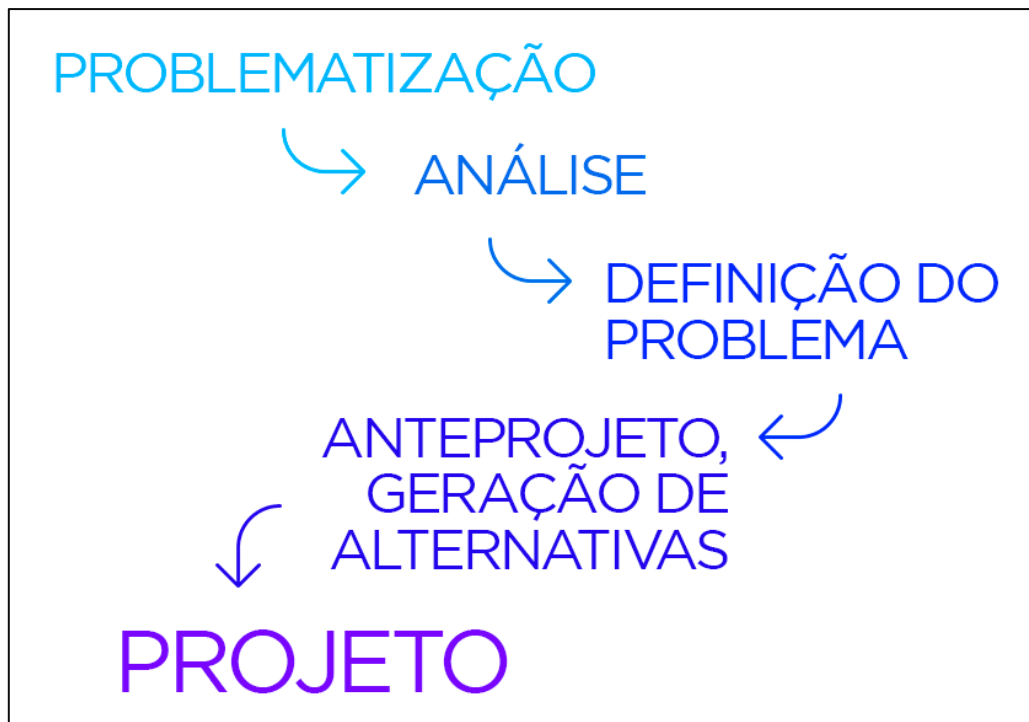 PROBLEMATIZAÇÃO
ANÁLISE
DEFINIÇÃO DO
PROBLEMA
ANTEPROJETO,
GERAÇÃO DE
ALTERNATIVAS
PROJETO